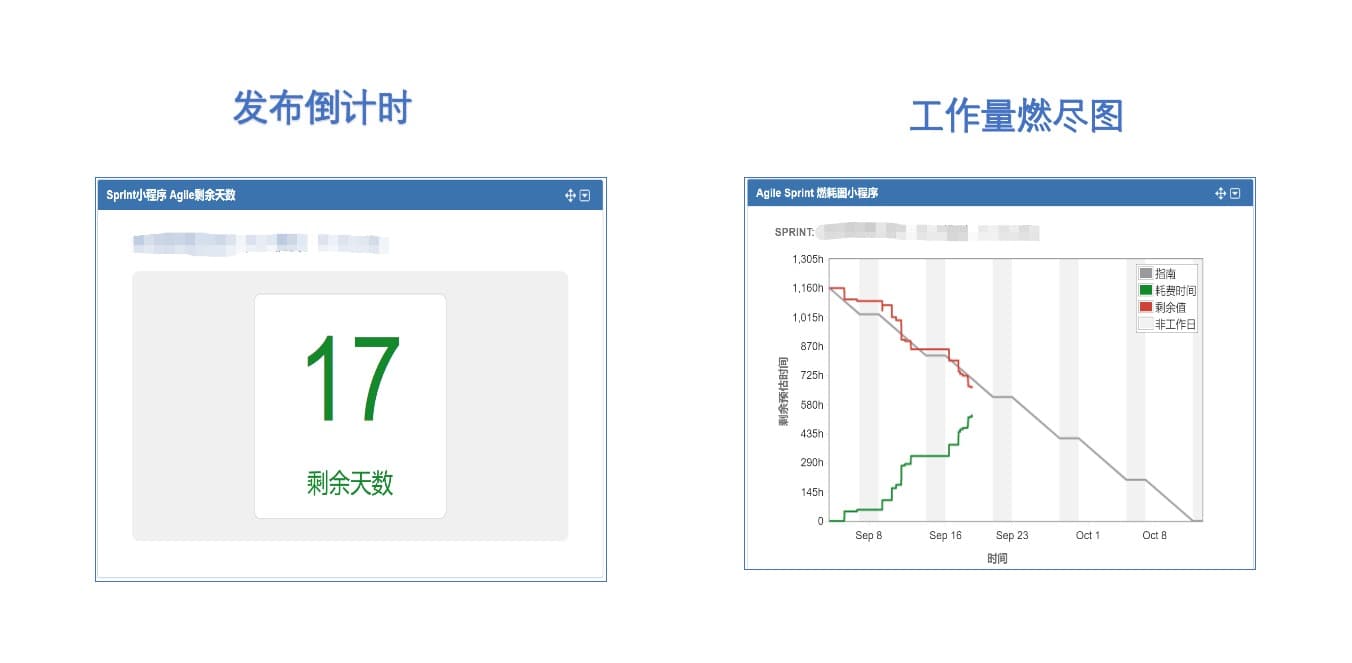 发布倒计时
Sprint小程序 Agile剩余天数
17
剩余天数
工作量燃尽图
Agile Sprint 燃耗图小程序
SPRINT:
1,305h
1,160h
1,015h
870h
725h
580h
435h
290h
145h
0
剩余预估时间
指南
耗费时间
剩余值
非工作日
Sep 8
Sep 16
Sep 23
Oct 1
Oct 8
时间